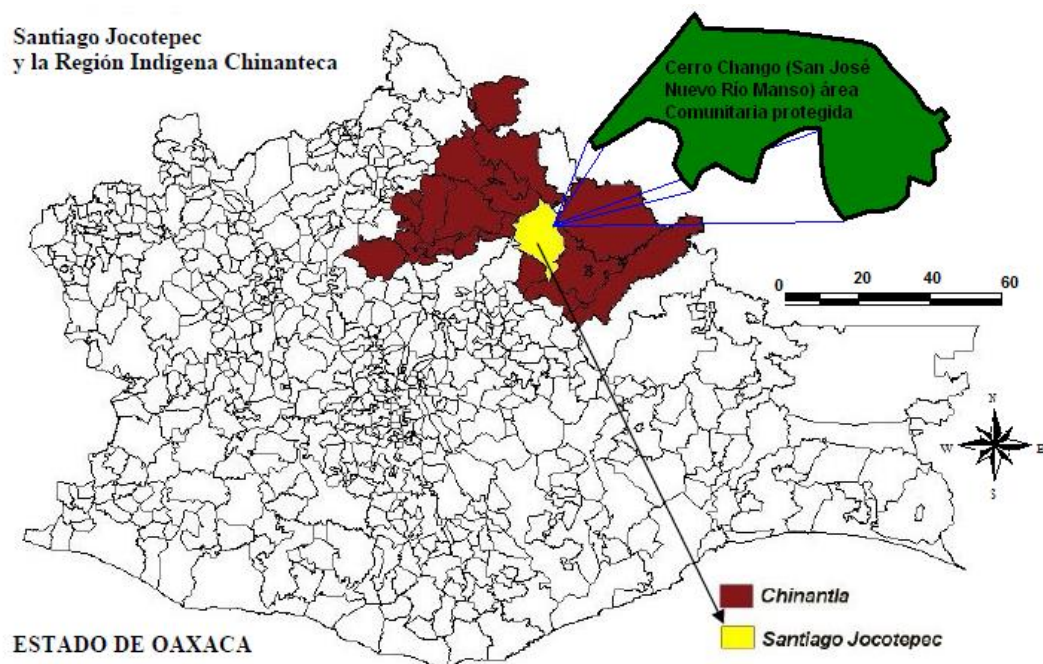 Santiago Jocotepec
y la Región Indígena Chinanteca
Cerro Chango (San José
Nuevo Río Manso) área
Comunitaria protegida
0 20 40 60
N
W E
S
Chinantla
Santiago Jocotepec
ESTADO DE OAXACA